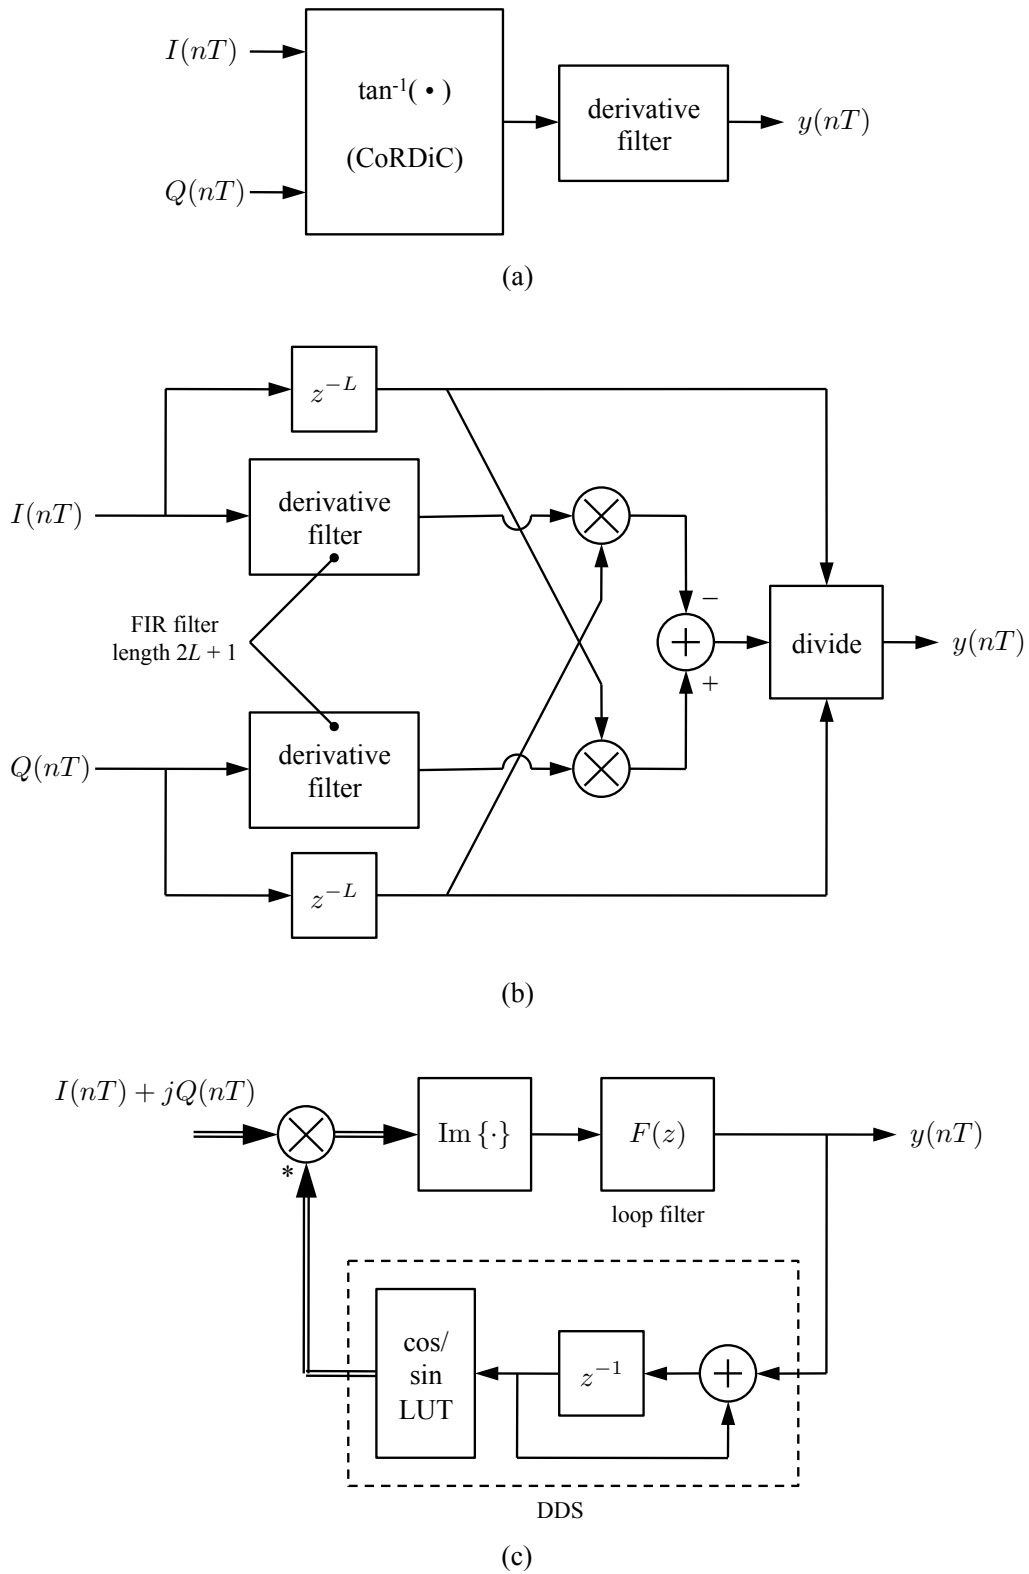 I(nT)
tan⁻¹( • )
(CoRDiC)
Q(nT)
derivative
filter
y(nT)
(a)
z⁻ᴸ
I(nT)
derivative
filter
FIR filter
length 2L + 1
−
+
+
divide
y(nT)
Q(nT)
derivative
filter
z⁻ᴸ
(b)
I(nT) + jQ(nT)
*
Im {·}
F(z)
loop filter
y(nT)
cos/
sin
LUT
z⁻¹
+
DDS
(c)